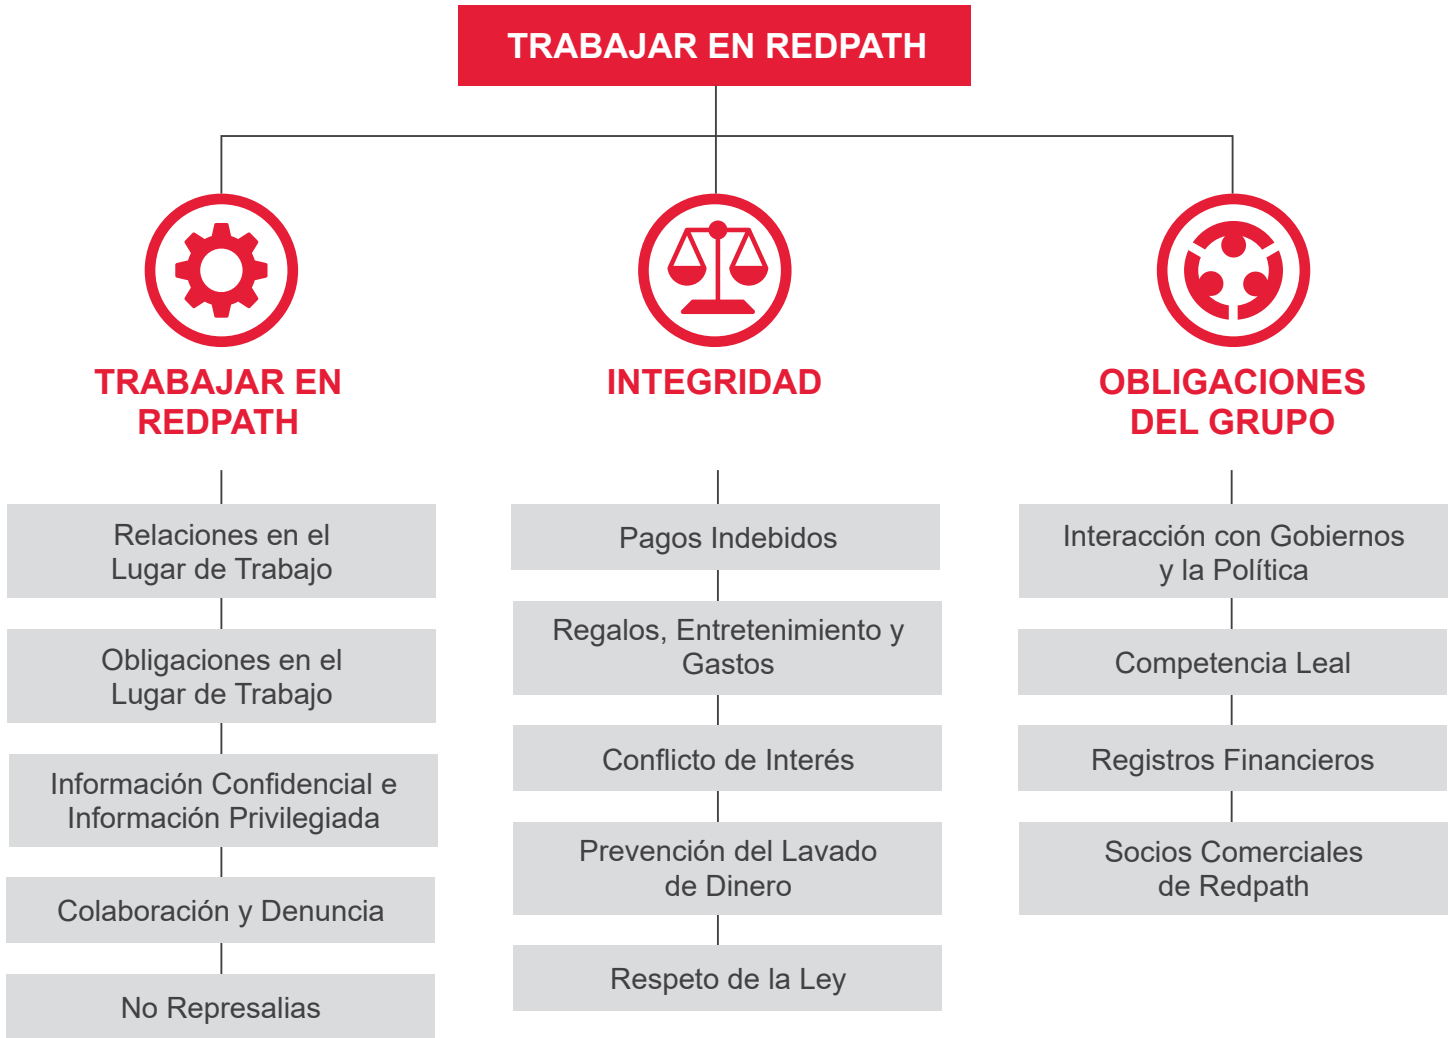 TRABAJAR EN REDPATH
TRABAJAR EN
REDPATH
Relaciones en el
Lugar de Trabajo
Obligaciones en el
Lugar de Trabajo
Información Confidencial e
Información Privilegiada
Colaboración y Denuncia
No Represalias
INTEGRIDAD
Pagos Indebidos
Regalos, Entretenimiento y
Gastos
Conflicto de Interés
Prevención del Lavado
de Dinero
Respeto de la Ley
OBLIGACIONES
DEL GRUPO
Interacción con Gobiernos
y la Política
Competencia Leal
Registros Financieros
Socios Comerciales
de Redpath